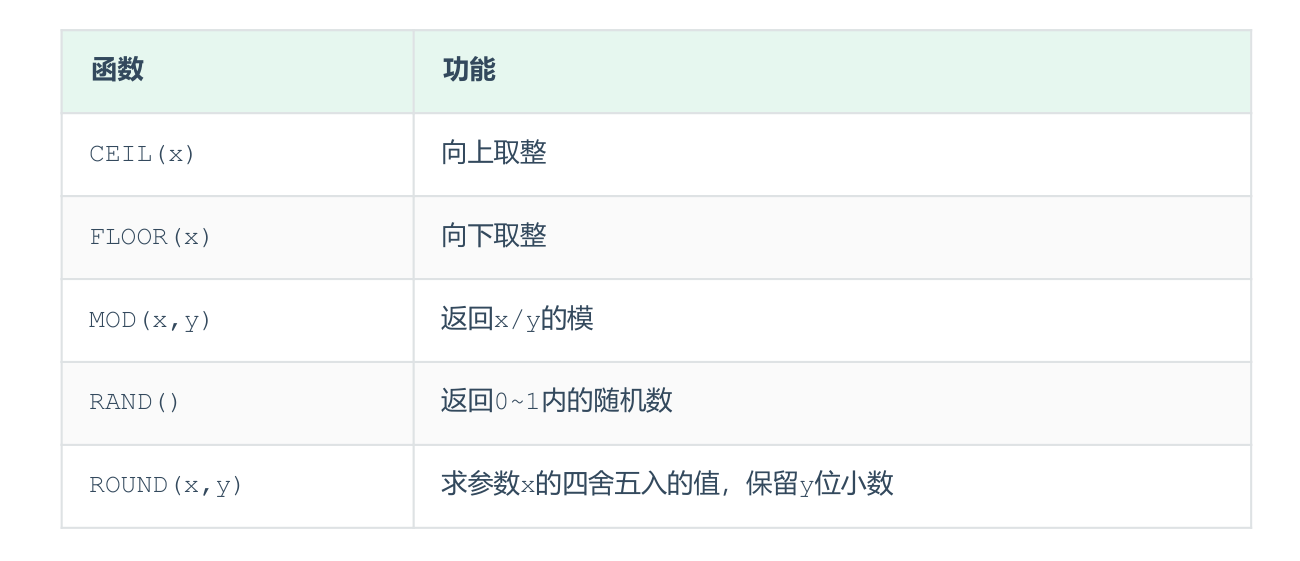 函数 功能
CEIL(x) 向上取整
FLOOR(x) 向下取整
MOD(x,y) 返回x/y的模
RAND() 返回0~1内的随机数
ROUND(x,y) 求参数x的四舍五入的值，保留y位小数